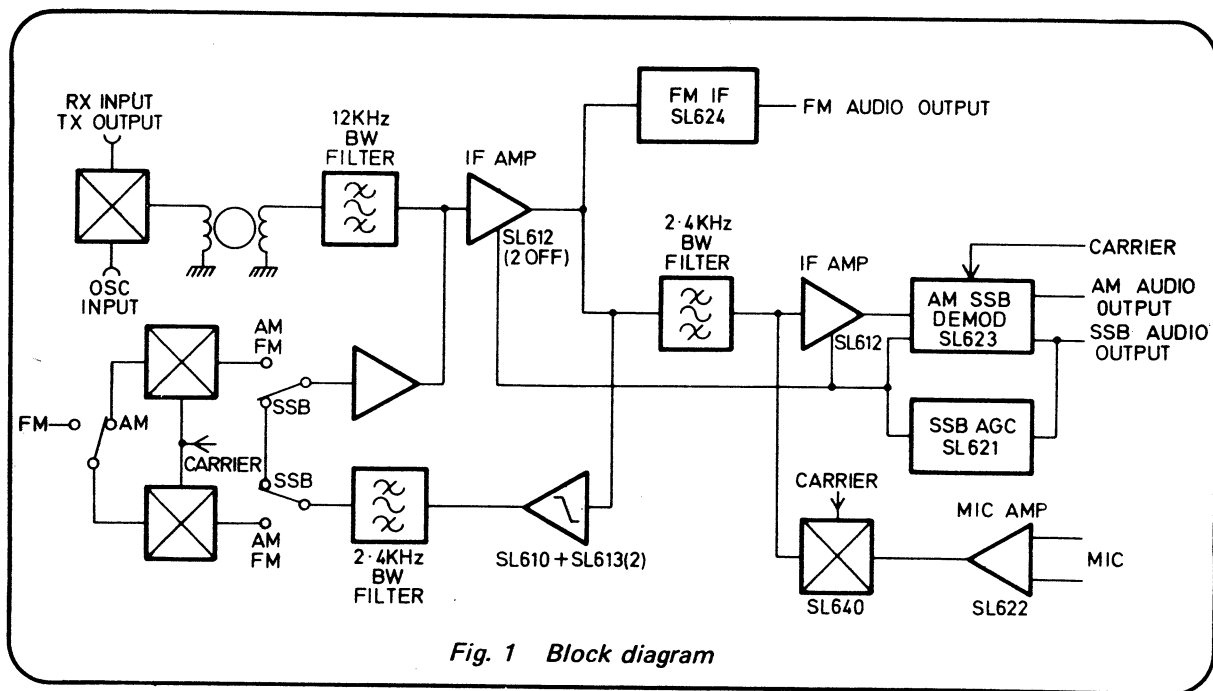 RX INPUT
TX OUTPUT
OSC
INPUT
12KHz
BW
FILTER
IF AMP
SL612
(2 OFF)
FM IF
SL624
FM AUDIO OUTPUT
2·4KHz
BW
FILTER
IF AMP
SL612
CARRIER
AM SSB
DEMOD
SL623
AM AUDIO
OUTPUT
SSB AUDIO
OUTPUT
SSB AGC
SL621
AM
FM
SSB
FM
AM
CARRIER
SSB
AM
FM
2·4KHz
BW
FILTER
SL610 + SL613(2)
CARRIER
SL640
MIC AMP
SL622
MIC
Fig. 1 Block diagram